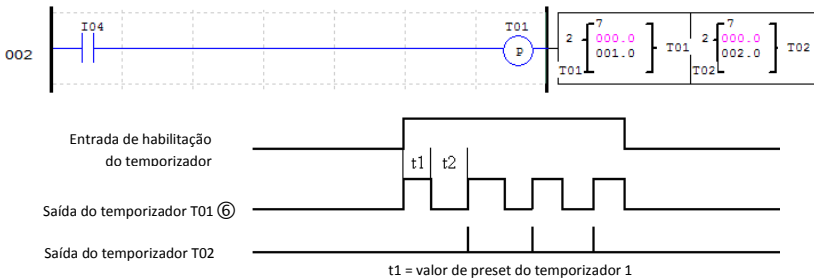 I04
T01
002
P
2
7
000.0
001.0
T01
T01
2
7
000.0
002.0
T02
T02
Entrada de habilitação
do temporizador
t1
t2
Saída do temporizador T01 ⑥
Saída do temporizador T02
t1 = valor de preset do temporizador 1